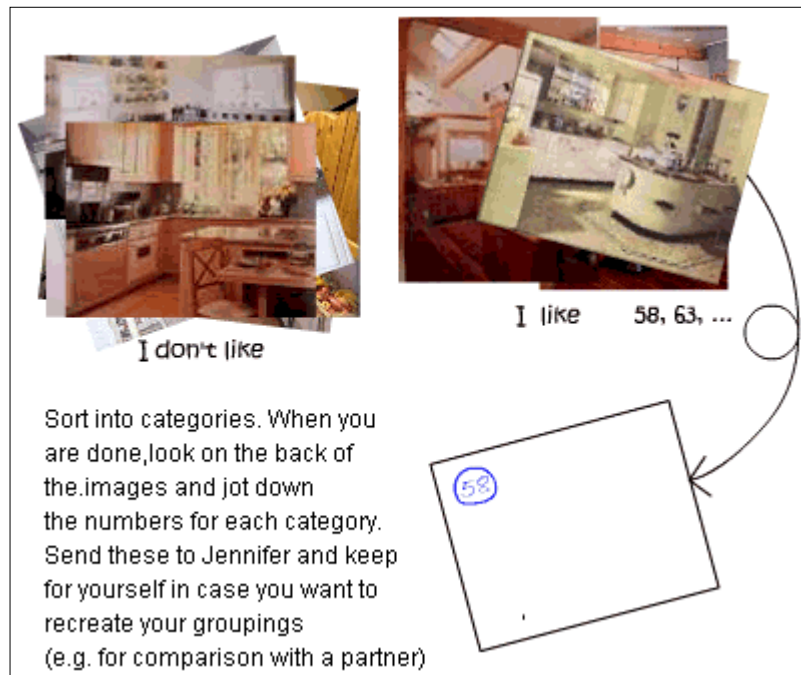 I like 58, 63, ...
I don't like
Sort into categories. When you
are done,look on the back of
the.images and jot down
the numbers for each category.
Send these to Jennifer and keep
for yourself in case you want to
recreate your groupings
(e.g. for comparison with a partner)
58